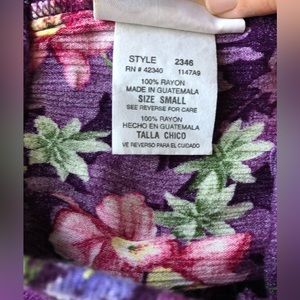 STYLE 2346
RN # 42340 1147A9
100% RAYON
MADE IN GUATEMALA
SIZE SMALL
SEE REVERSE FOR CARE
100% RAYON
HECHO EN GUATEMALA
TALLA CHICO
VE REVERSO PARA EL CUIDADO